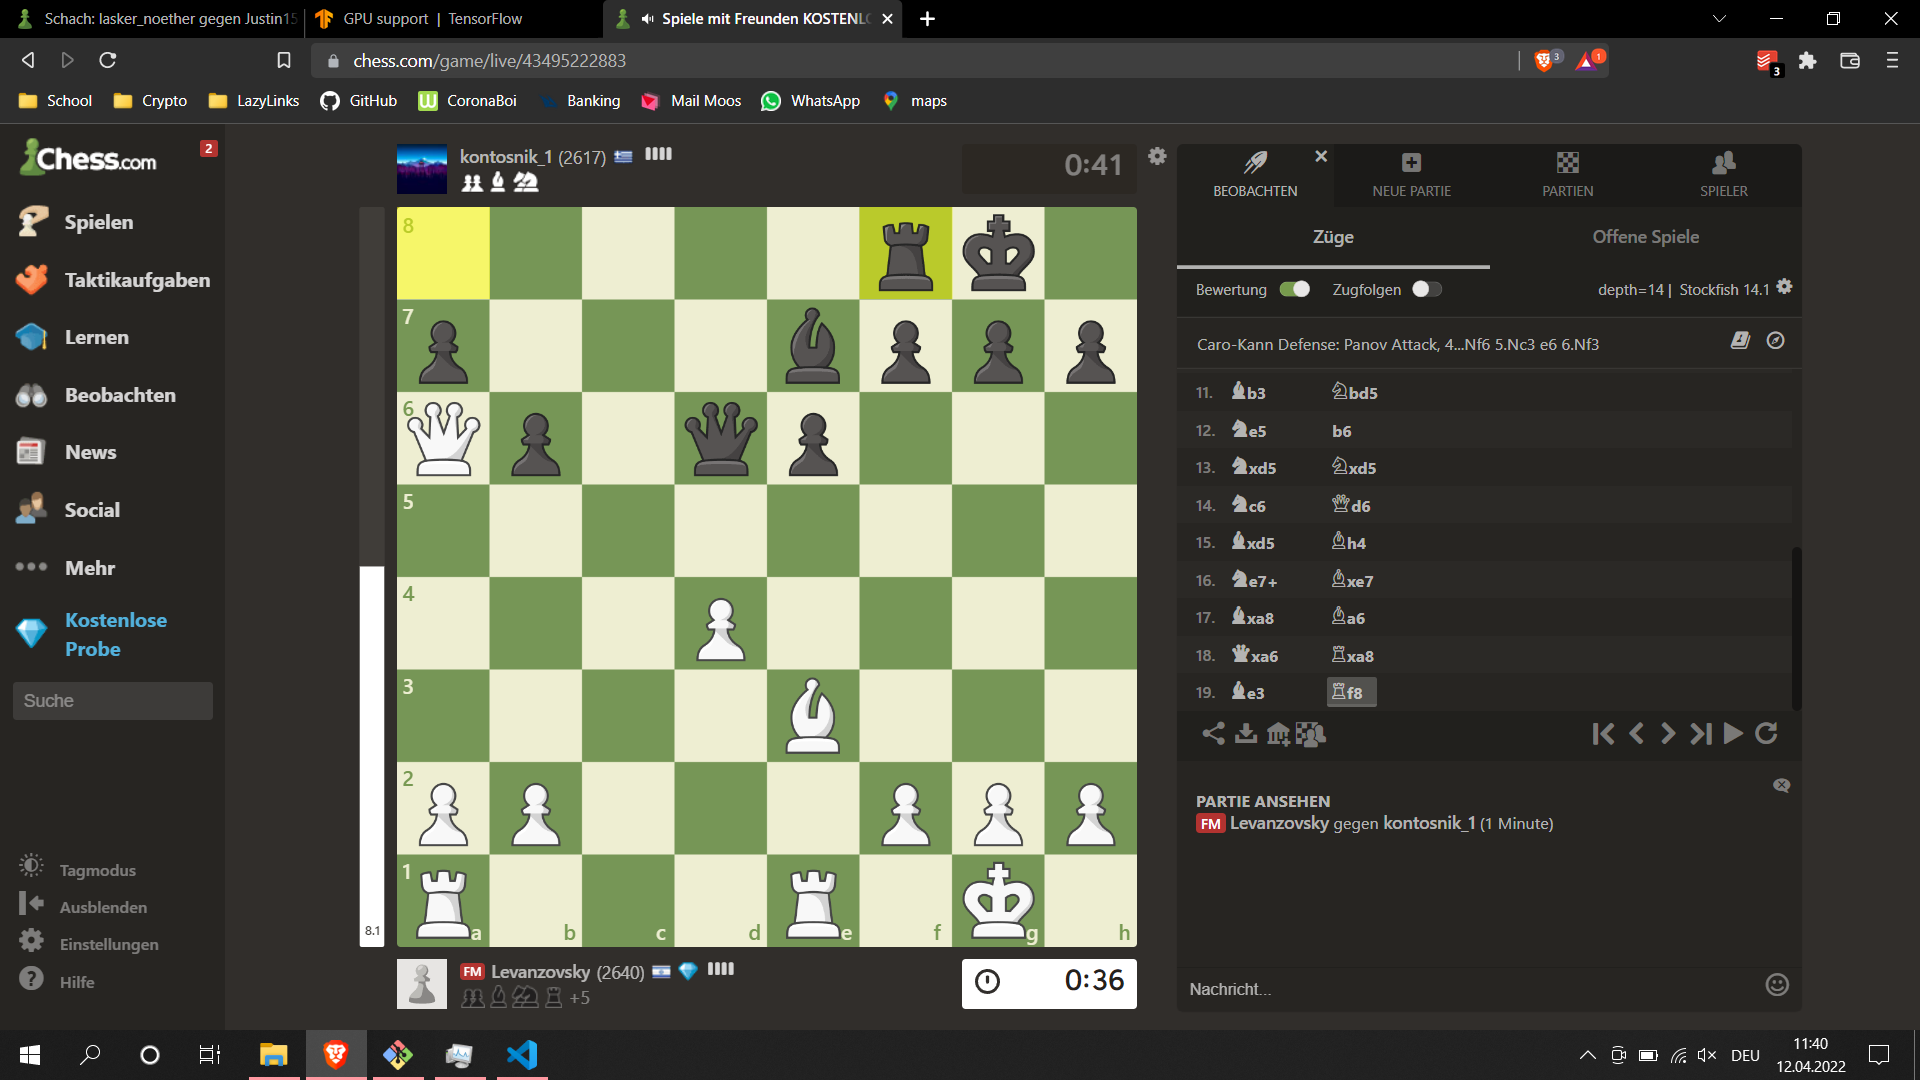 Schach: lasker_noether gegen Justin15
GPU support | TensorFlow
Spiele mit Freunden KOSTENLO
chess.com/game/live/43495222883
3
1
3
School
Crypto
LazyLinks
GitHub
CoronaBoi
Banking
Mail Moos
WhatsApp
maps
Chess.com
2
Spielen
Taktikaufgaben
Lernen
Beobachten
News
Social
Mehr
Kostenlose
Probe
Suche
Tagmodus
Ausblenden
Einstellungen
Hilfe
kontosnik_1 (2617)
0:41
8
7
6
5
4
3
2
1
a
b
c
d
e
f
g
h
8.1
FM Levanzovsky (2640)
+5
0:36
BEOBACHTEN
NEUE PARTIE
PARTIEN
SPIELER
Züge
Offene Spiele
Bewertung
Zugfolgen
depth=14 | Stockfish 14.1
Caro-Kann Defense: Panov Attack, 4...Nf6 5.Nc3 e6 6.Nf3
11. b3 bd5
12. e5 b6
13. xd5 xd5
14. c6 d6
15. xd5 h4
16. e7+ xe7
17. xa8 a6
18. xa6 xa8
19. e3 f8
PARTIE ANSEHEN
FM Levanzovsky gegen kontosnik_1 (1 Minute)
Nachricht...
DEU
11:40
12.04.2022